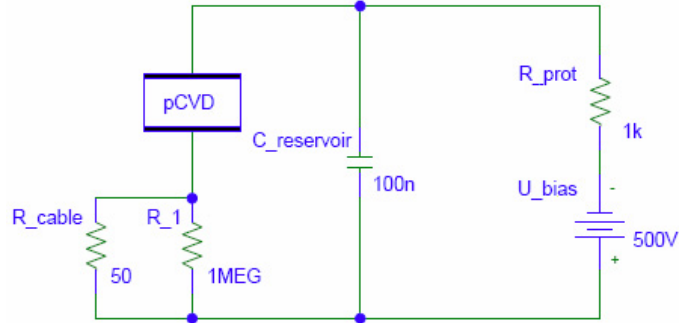 R_prot
pCVD
1k
C_reservoir
100n
U_bias
-
500V
+
R_cable
R_1
50
1MEG